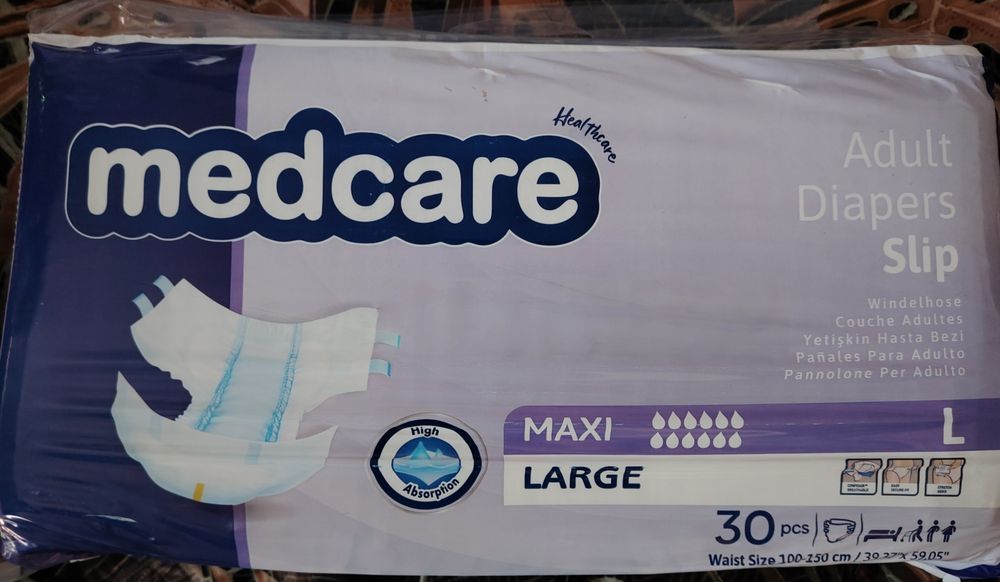 medcare
Healthcare
Adult
Diapers
Slip
Windelhose
Couche Adultes
Yetişkin Hasta Bezi
Pañales Para Adulto
Pannolone Per Adulto
High
Absorption
MAXI
L
LARGE
30 pcs
Waist Size 100-150 cm / 39.37"X 59.05"